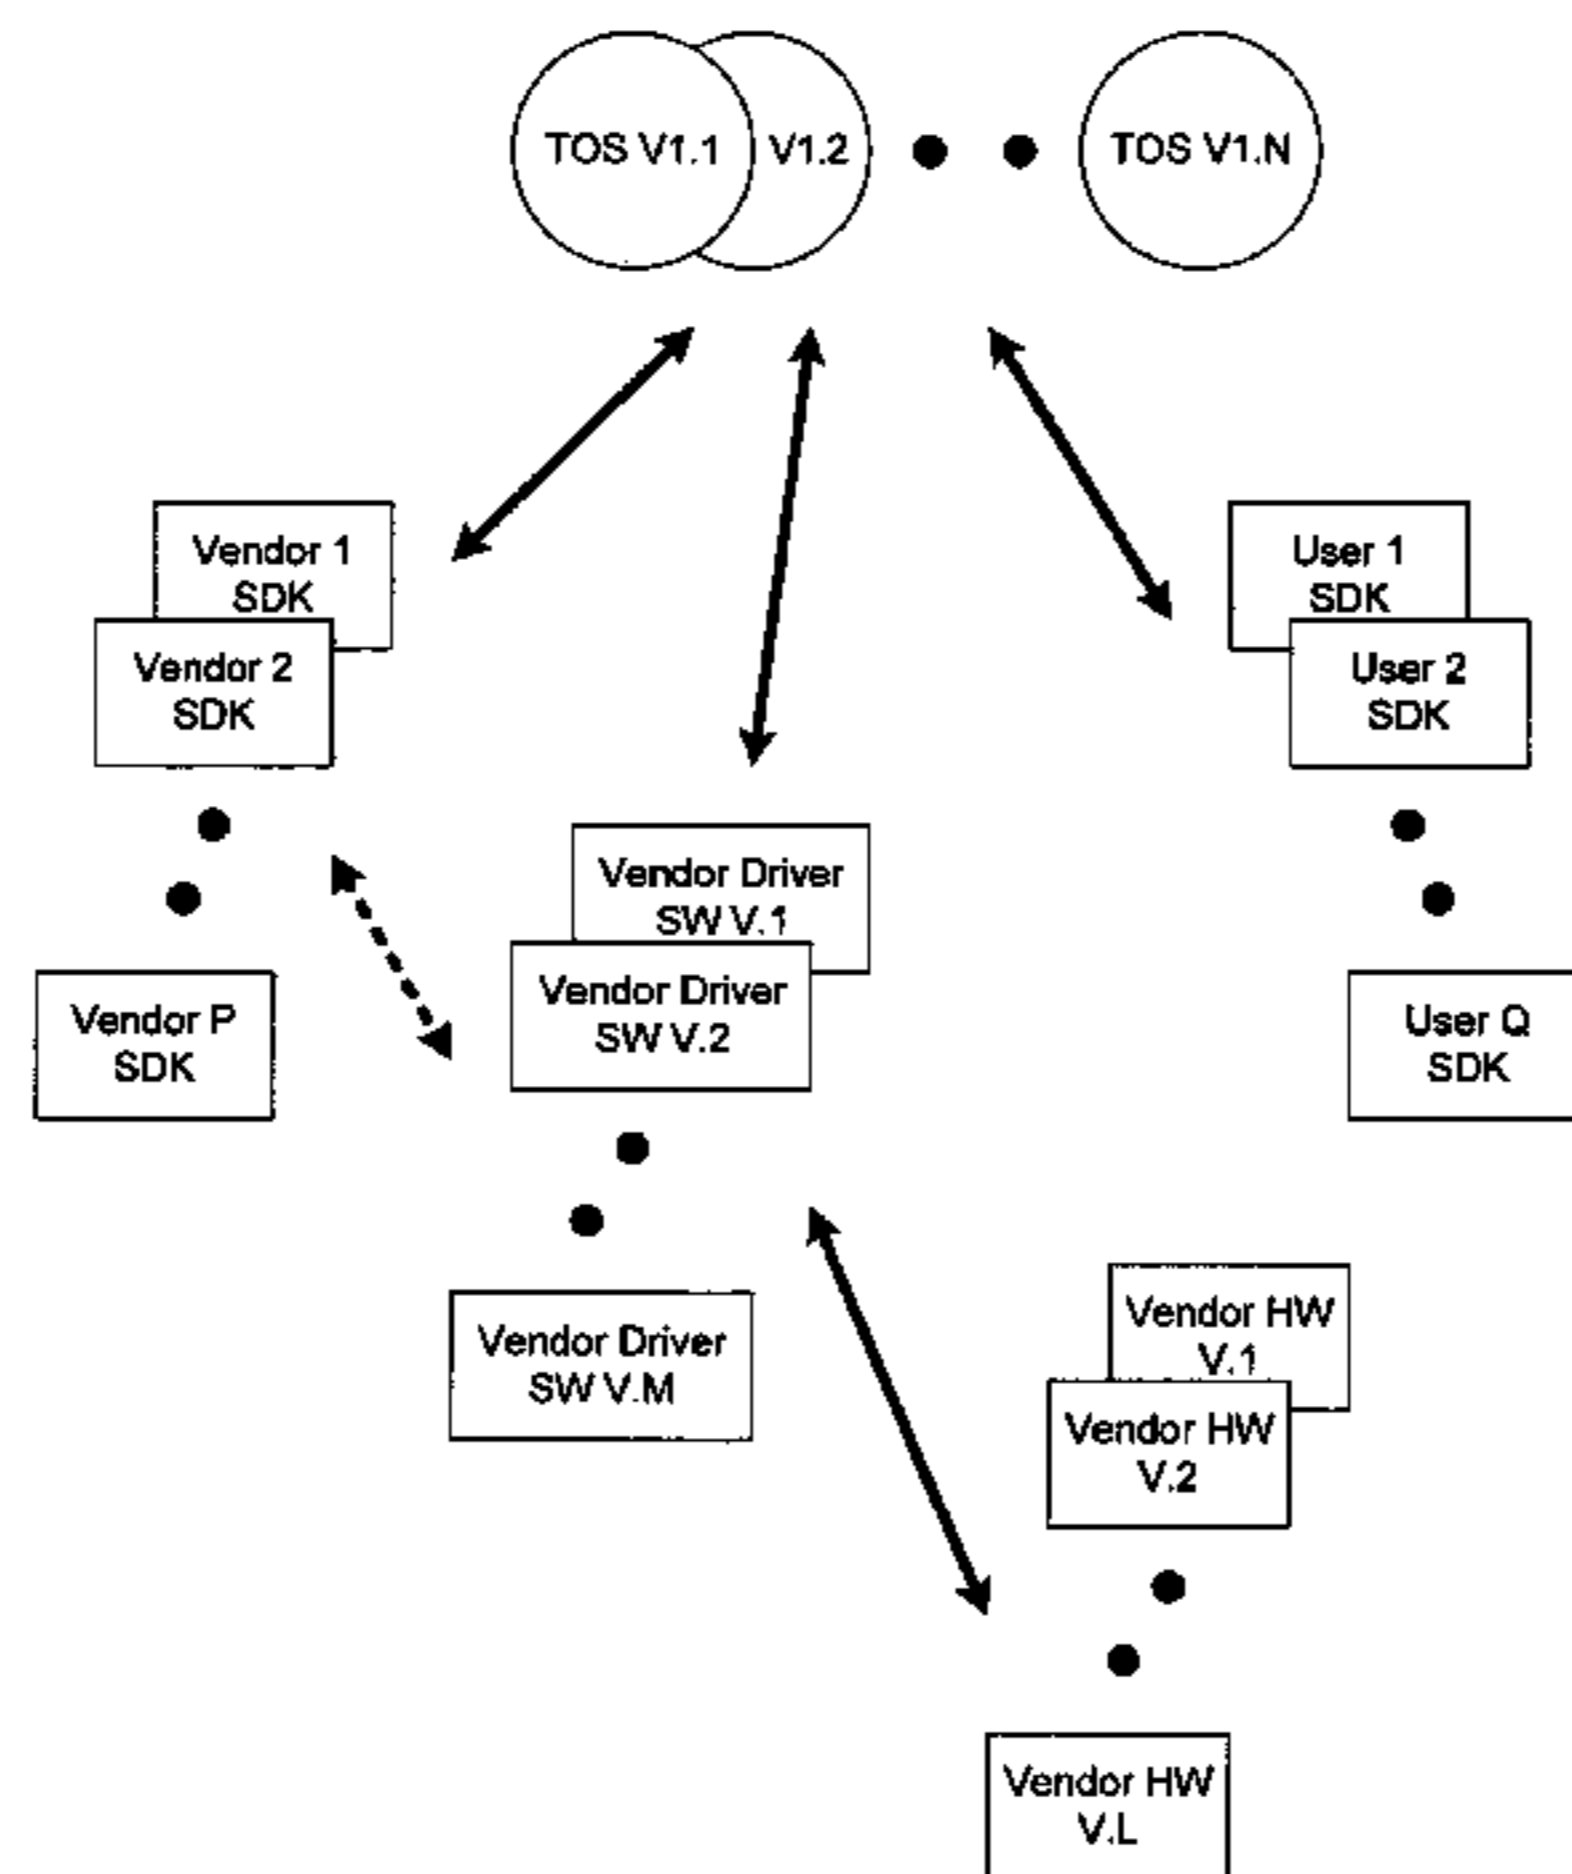 TOS V1.1
V1.2
TOS V1.N
Vendor 1
SDK
Vendor 2
SDK
Vendor P
SDK
User 1
SDK
User 2
SDK
User Q
SDK
Vendor Driver
SW V.1
Vendor Driver
SW V.2
Vendor Driver
SW V.M
Vendor HW
V.1
Vendor HW
V.2
Vendor HW
V.L